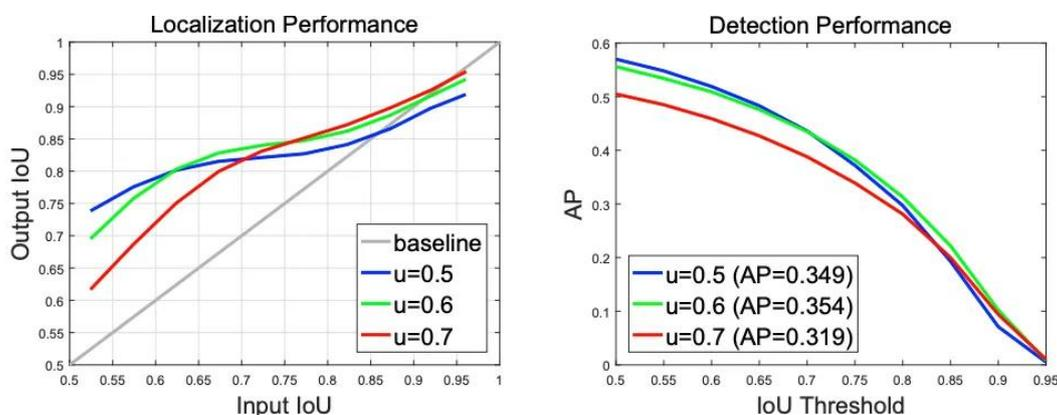 Localization Performance
1
0.95
0.9
0.85
0.8
0.75
0.7
0.65
0.6
0.55
0.5
Output IoU
baseline
u=0.5
u=0.6
u=0.7
0.5 0.55 0.6 0.65 0.7 0.75 0.8 0.85 0.9 0.95 1
Input IoU
Detection Performance
0.6
0.5
0.4
0.3
0.2
0.1
0
AP
u=0.5 (AP=0.349)
u=0.6 (AP=0.354)
u=0.7 (AP=0.319)
0.5 0.55 0.6 0.65 0.7 0.75 0.8 0.85 0.9 0.95
IoU Threshold